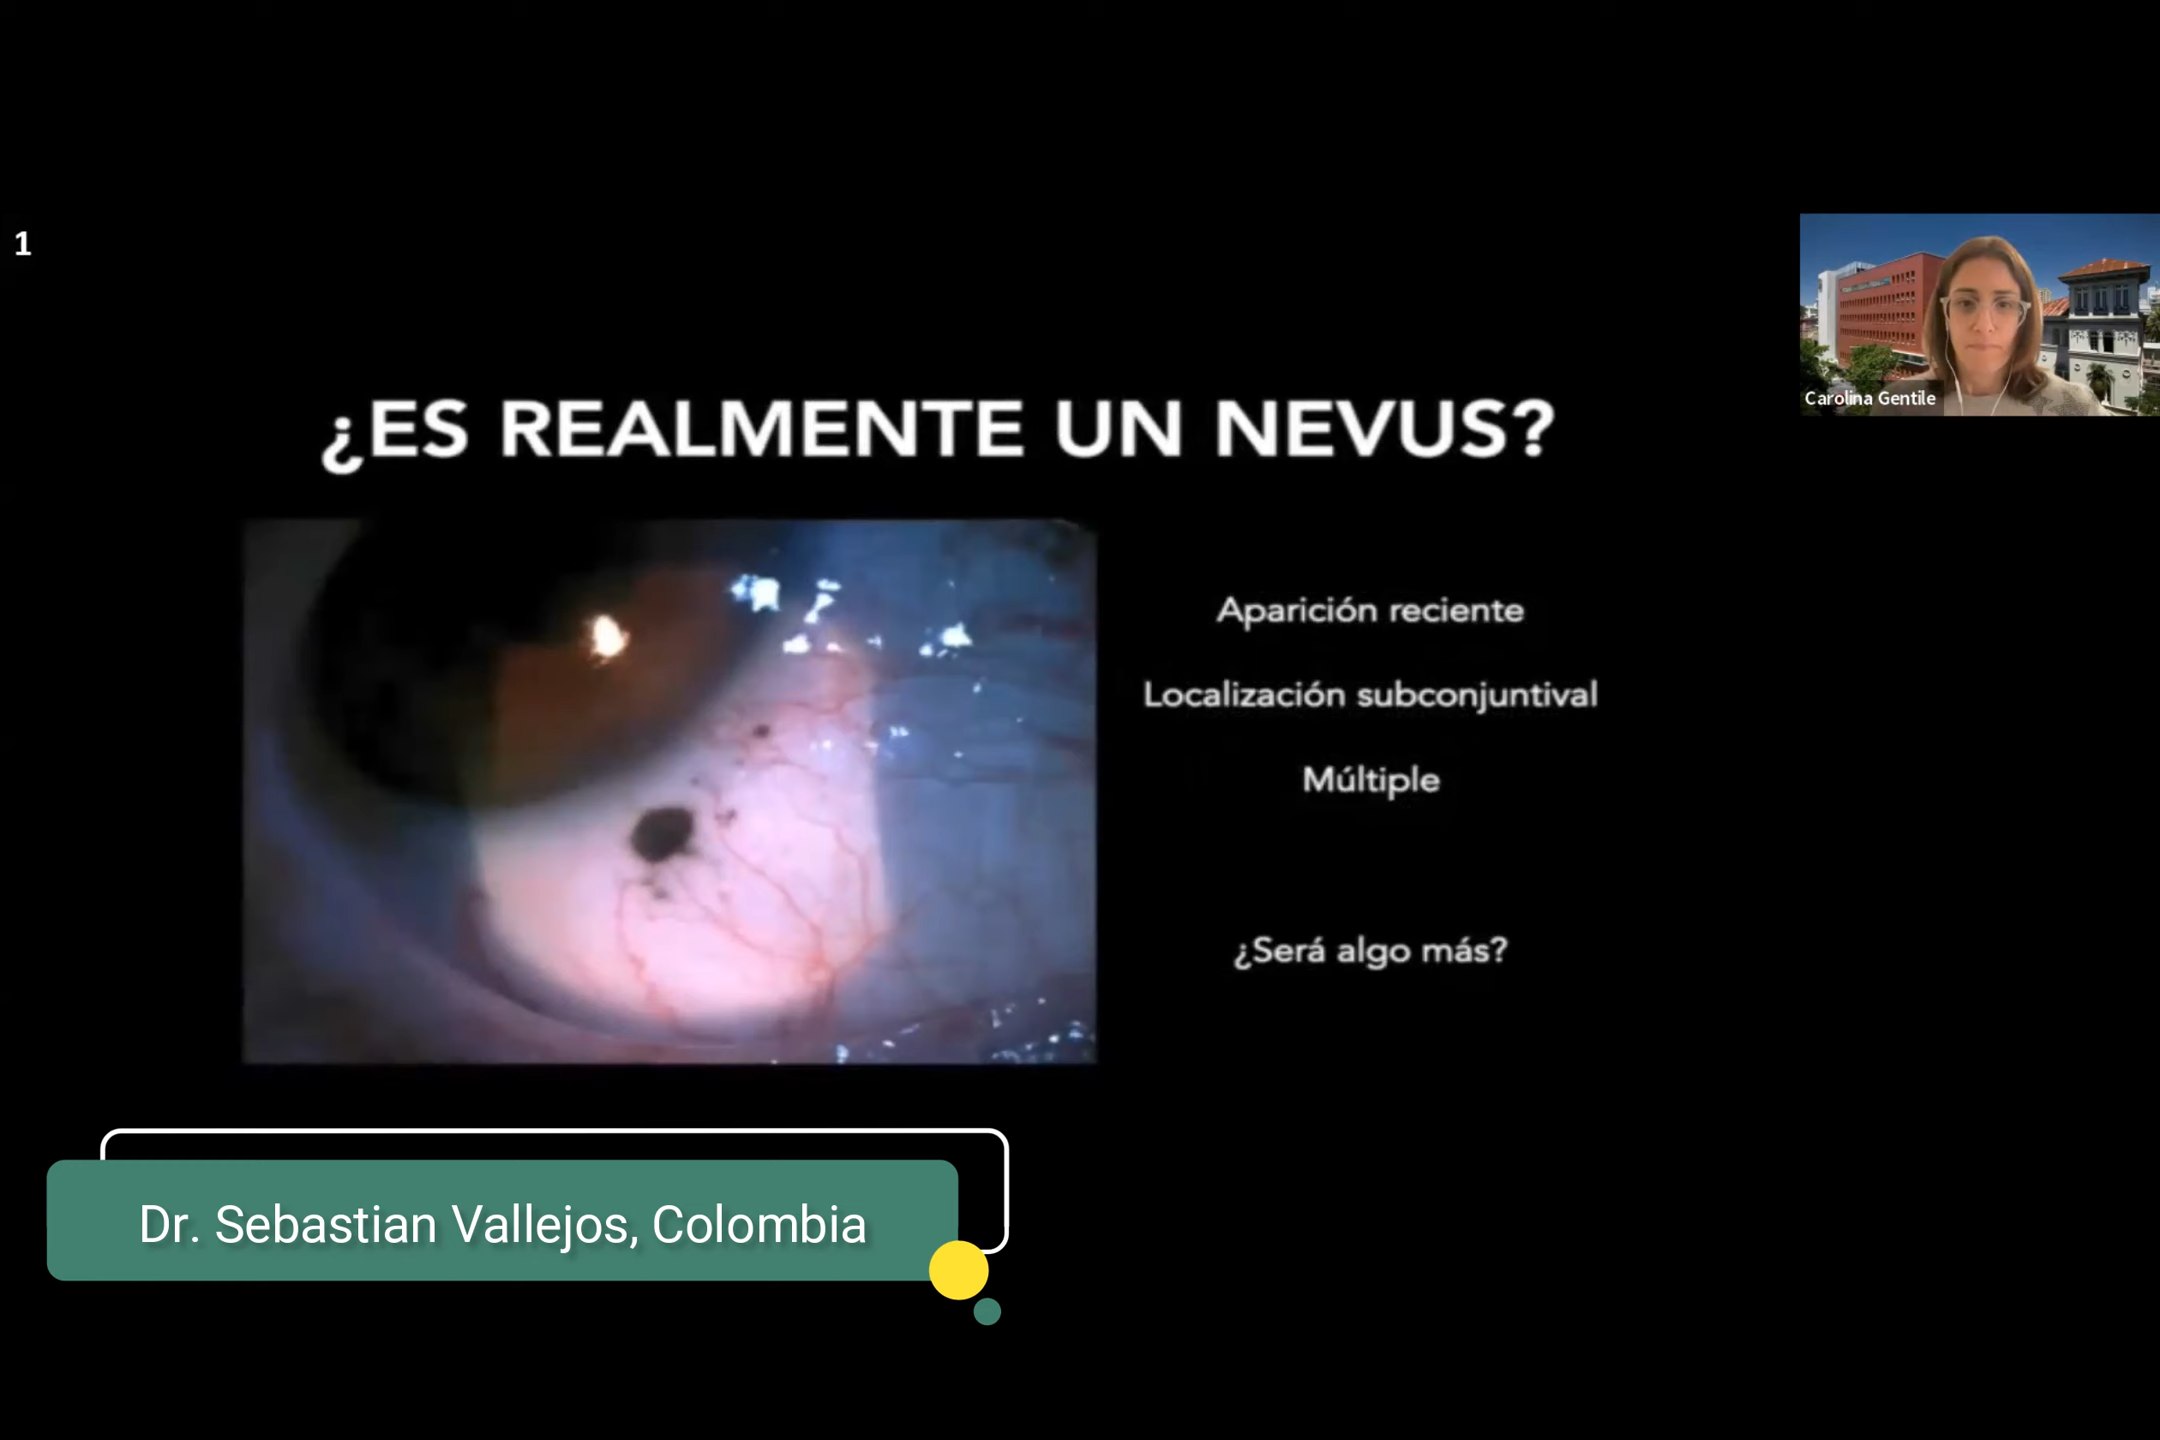 1
Carolina Gentile
¿ES REALMENTE UN NEVUS?
Aparición reciente
Localización subconjuntival
Múltiple
¿Será algo más?
Dr. Sebastian Vallejos, Colombia